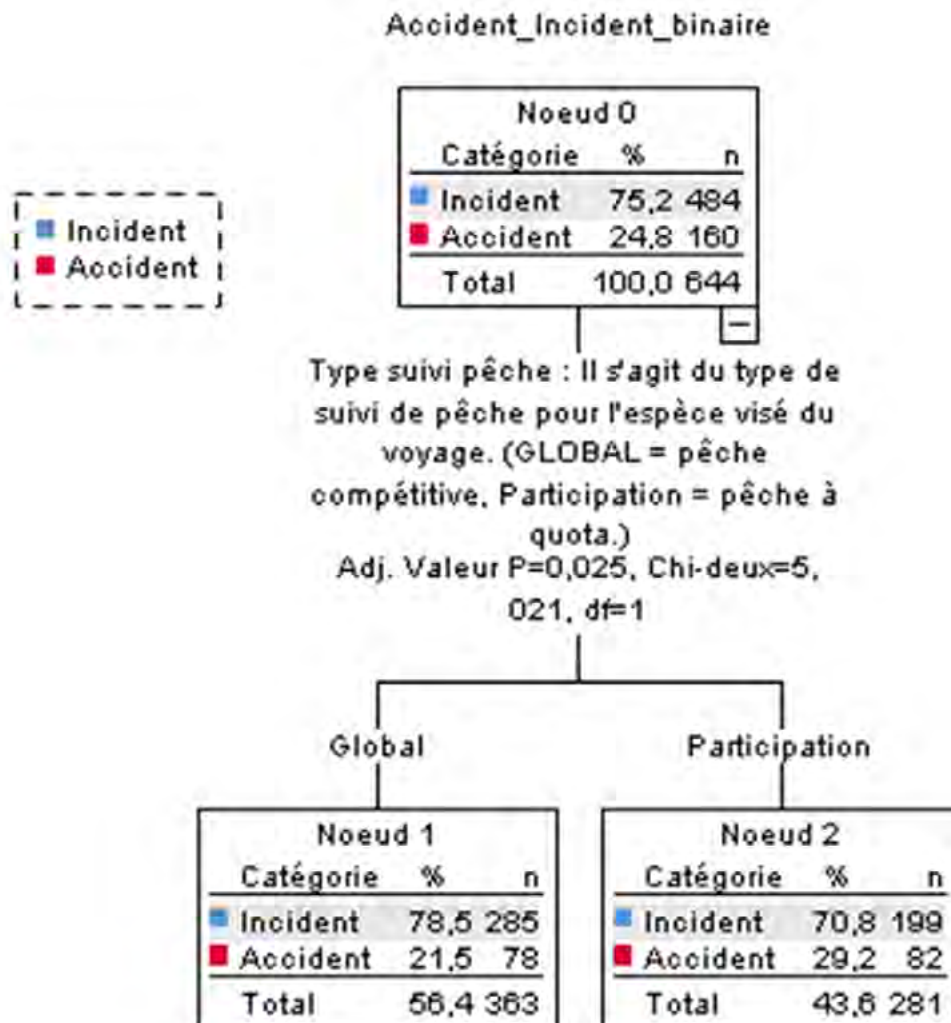 Accident_Incident_binaire
Incident
Accident
Noeud 0
Catégorie % n
Incident 75,2 484
Accident 24,8 160
Total 100,0 644
Type suivi pêche : Il s'agit du type de
suivi de pêche pour l'espèce visé du
voyage. (GLOBAL = pêche
compétitive, Participation = pêche à
quota.)
Adj. Valeur P=0,025, Chi-deux=5,
021, df=1
Global
Participation
Noeud 1
Catégorie % n
Incident 78,5 285
Accident 21,5 78
Total 56,4 363
Noeud 2
Catégorie % n
Incident 70,8 199
Accident 29,2 82
Total 43,6 281